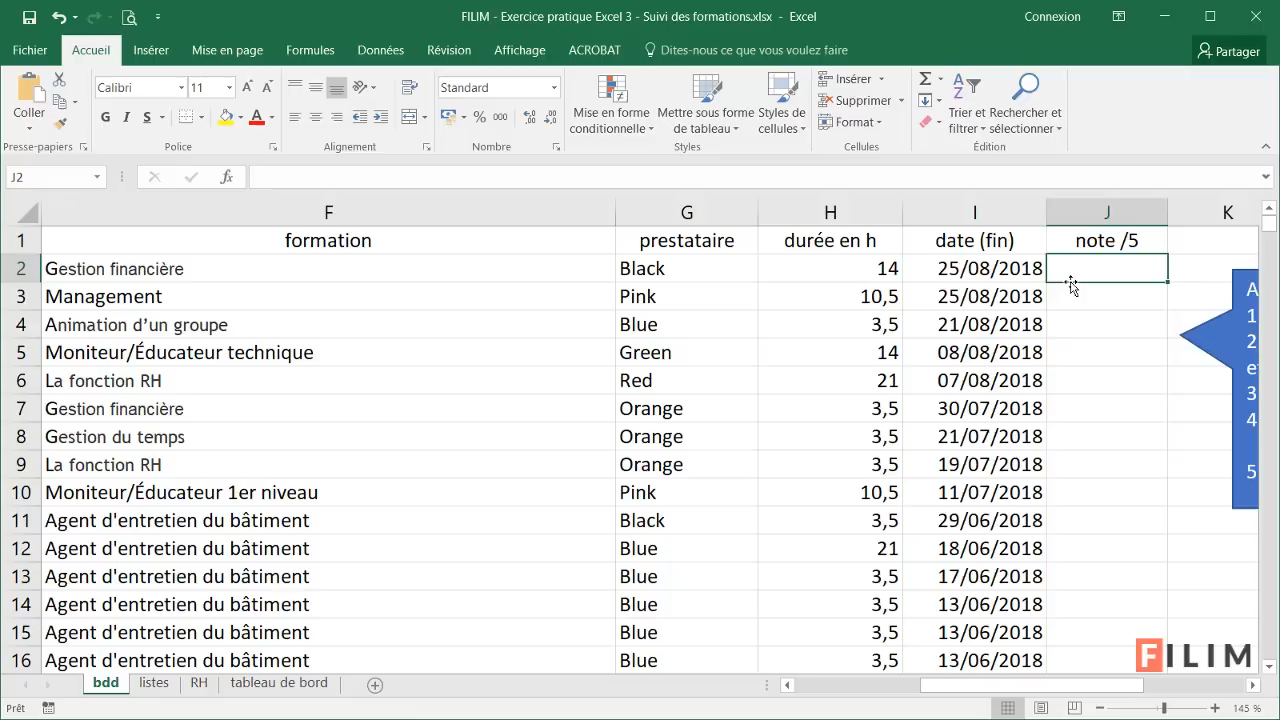 FILIM - Exercice pratique Excel 3 - Suivi des formations.xlsx - Excel
Connexion
Fichier Accueil Insérer Mise en page Formules Données Révision Affichage ACROBAT Dites-nous ce que vous voulez faire Partager
Coller
Calibri 11
G I S A
Standard
% 000
Mise en forme conditionnelle
Mettre sous forme de tableau
Styles de cellules
Insérer
Supprimer
Format
Trier et filtrer
Rechercher et sélectionner
Presse-papiers Police Alignement Nombre Styles Cellules Édition
J2 fx
F G H I J K
1 formation prestataire durée en h date (fin) note /5
2 Gestion financière Black 14 25/08/2018
3 Management Pink 10,5 25/08/2018
4 Animation d’un groupe Blue 3,5 21/08/2018
5 Moniteur/Éducateur technique Green 14 08/08/2018
6 La fonction RH Red 21 07/08/2018
7 Gestion financière Orange 3,5 30/07/2018
8 Gestion du temps Orange 3,5 21/07/2018
9 La fonction RH Orange 3,5 19/07/2018
10 Moniteur/Éducateur 1er niveau Pink 10,5 11/07/2018
11 Agent d'entretien du bâtiment Black 3,5 29/06/2018
12 Agent d'entretien du bâtiment Blue 21 18/06/2018
13 Agent d'entretien du bâtiment Blue 3,5 17/06/2018
14 Agent d'entretien du bâtiment Blue 3,5 13/06/2018
15 Agent d'entretien du bâtiment Blue 3,5 13/06/2018
16 Agent d'entretien du bâtiment Blue 3,5 13/06/2018
A
1
2
e
3
4
5
FILIM
bdd listes RH tableau de bord
Prêt
145 %